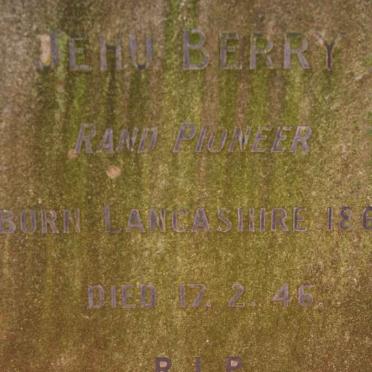 JEHU BERRY
RAND PIONEER
BORN LANCASHIRE 186
DIED 17. 2. 46.
R.I.P.